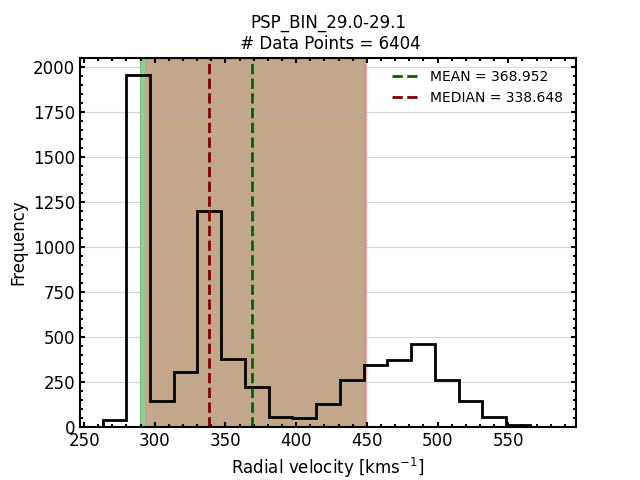 PSP_BIN_29.0-29.1
# Data Points = 6404
MEAN = 368.952
MEDIAN = 338.648
Frequency
2000
1750
1500
1250
1000
750
500
250
0
250 300 350 400 450 500 550
Radial velocity [kms⁻¹]